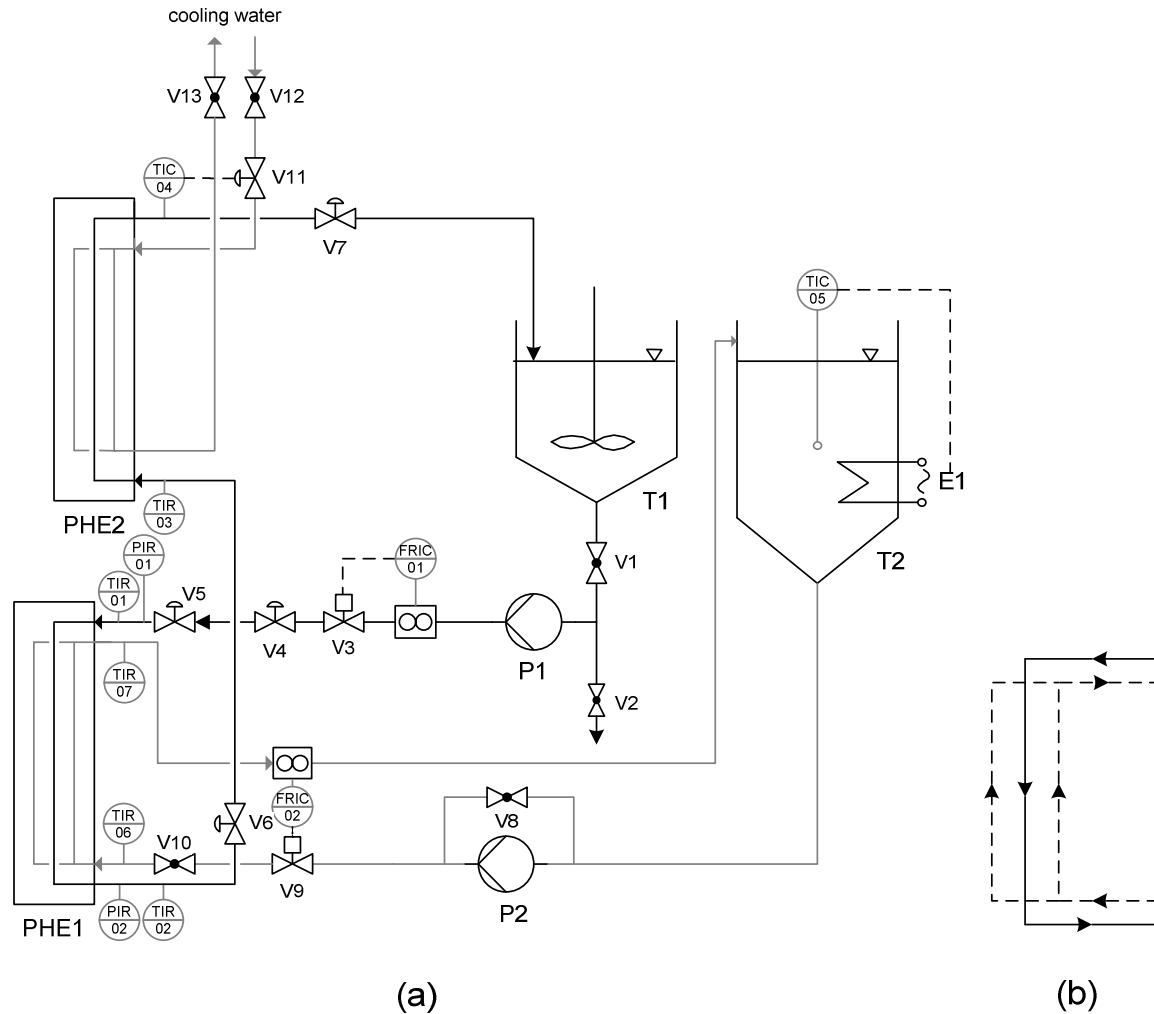 cooling water
V13
V12
TIC
04
V11
V7
TIC
05
E1
T1
T2
PHE2
TIR
03
PIR
01
TIR
01
V5
FRIC
01
V1
V4
V3
P1
TIR
07
V2
FRIC
02
V8
TIR
06
V10
V6
V9
P2
PIR
02
TIR
02
PHE1
(a)
(b)